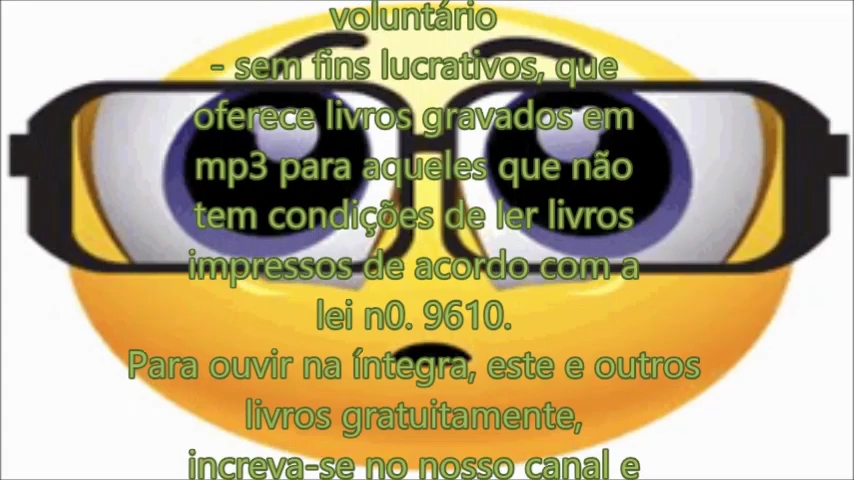 voluntário
- sem fins lucrativos, que
oferece livros gravados em
mp3 para aqueles que não
tem condições de ler livros
impressos de acordo com a
lei n0. 9610.
Para ouvir na íntegra, este e outros
livros gratuitamente,
increva-se no nosso canal e